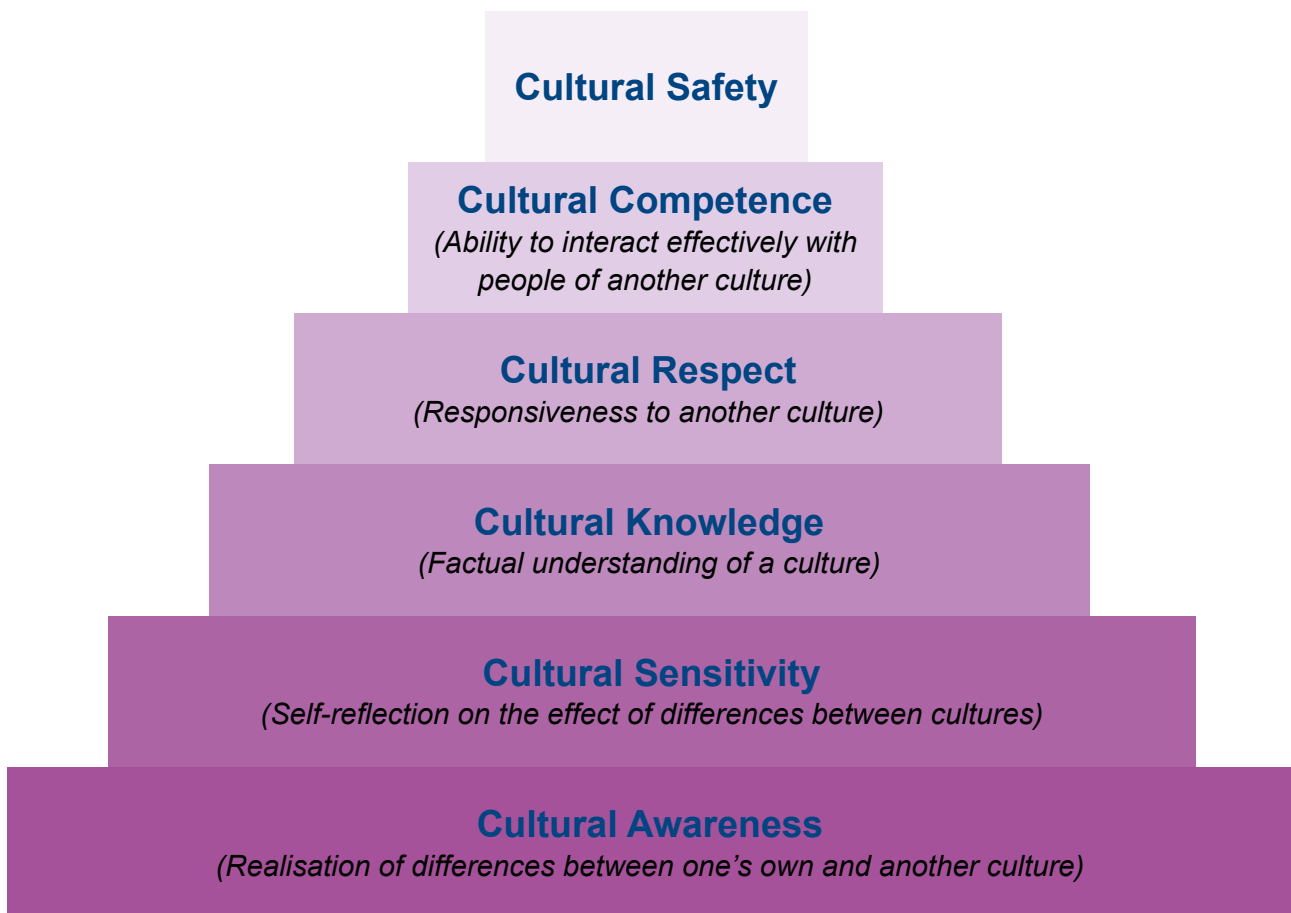 Cultural Safety
Cultural Competence
(Ability to interact effectively with
people of another culture)
Cultural Respect
(Responsiveness to another culture)
Cultural Knowledge
(Factual understanding of a culture)
Cultural Sensitivity
(Self-reflection on the effect of differences between cultures)
Cultural Awareness
(Realisation of differences between one’s own and another culture)